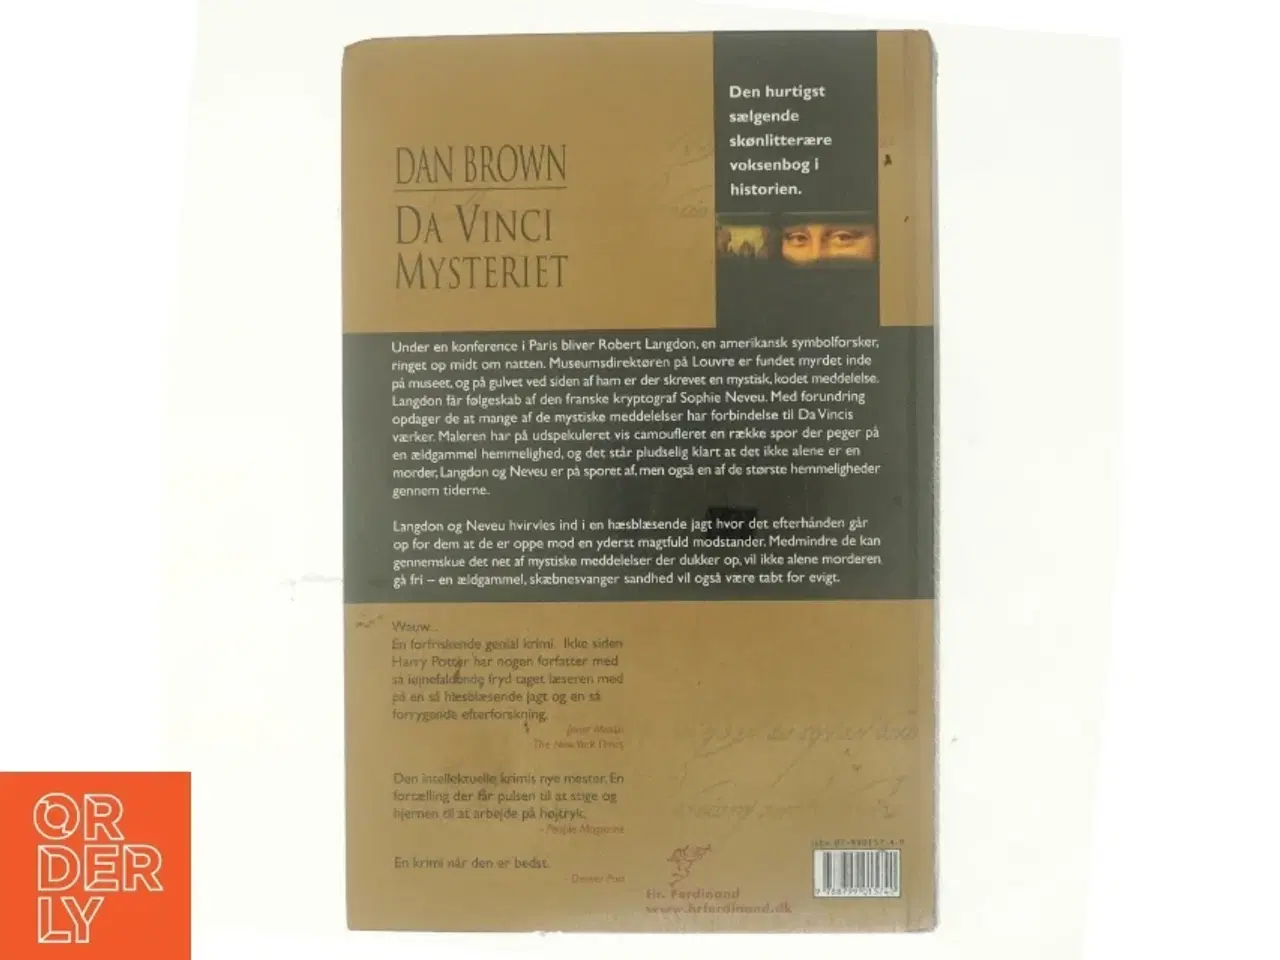 Den hurtigst
sælgende
skønlitterære
voksenbog i
historien.
DAN BROWN
DA VINCI
MYSTERIET
Under en konference i Paris bliver Robert Langdon, en amerikansk symbolforsker,
ringet op midt om natten. Museumsdirektøren på Louvre er fundet myrdet inde
på museet, og på gulvet ved siden af ham er der skrevet en mystisk, kodet meddelelse.
Langdon får følgeskab af den franske kryptograf Sophie Neveu. Med forundring
opdager de at mange af de mystiske meddelelser har forbindelse til Da Vincis
værker. Maleren har på udspekuleret vis camoufleret en række spor der peger på
en ældgammel hemmelighed, og det står pludselig klart at det ikke alene er en
morder, Langdon og Neveu er på sporet af, men også en af de største hemmeligheder
gennem tiderne.
Langdon og Neveu hvirvles ind i en hæsblæsende jagt hvor det efterhånden går
op for dem at de er oppe mod en yderst magtfuld modstander. Medmindre de kan
gennemskue det net af mystiske meddelelser der dukker op, vil ikke alene morderen
gå fri – en ældgammel, skæbnesvanger sandhed vil også være tabt for evigt.
Wauw...
En forfriskende genial krimi. Ikke siden
Harry Potter har nogen forfatter med
så iøjnefaldende fryd taget læseren med
på en så hæsblæsende jagt og en så
forrygende efterforskning.
Janet Maslin
The New York Times
Den intellektuelle krimis nye mester. En
fortælling der får pulsen til at stige og
hjernen til at arbejde på højtryk.
- People Magazine
En krimi når den er bedst.
- Denver Post
Hr. Ferdinand
www.hrferdinand.dk
ISBN
ORDERLY